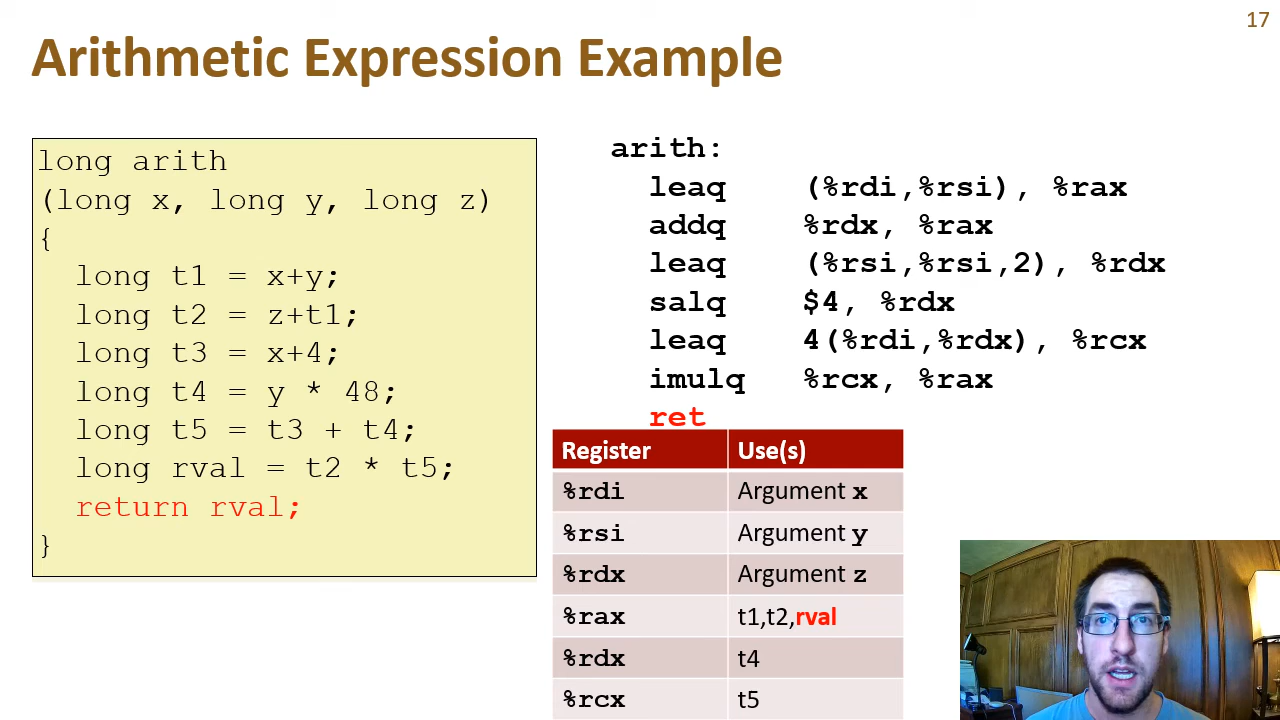 17
Arithmetic Expression Example
long arith
(long x, long y, long z)
{
long t1 = x+y;
long t2 = z+t1;
long t3 = x+4;
long t4 = y * 48;
long t5 = t3 + t4;
long rval = t2 * t5;
return rval;
}
arith:
leaq (%rdi,%rsi), %rax
addq %rdx, %rax
leaq (%rsi,%rsi,2), %rdx
salq $4, %rdx
leaq 4(%rdi,%rdx), %rcx
imulq %rcx, %rax
ret
Register Use(s)
%rdi Argument x
%rsi Argument y
%rdx Argument z
%rax t1,t2,rval
%rdx t4
%rcx t5